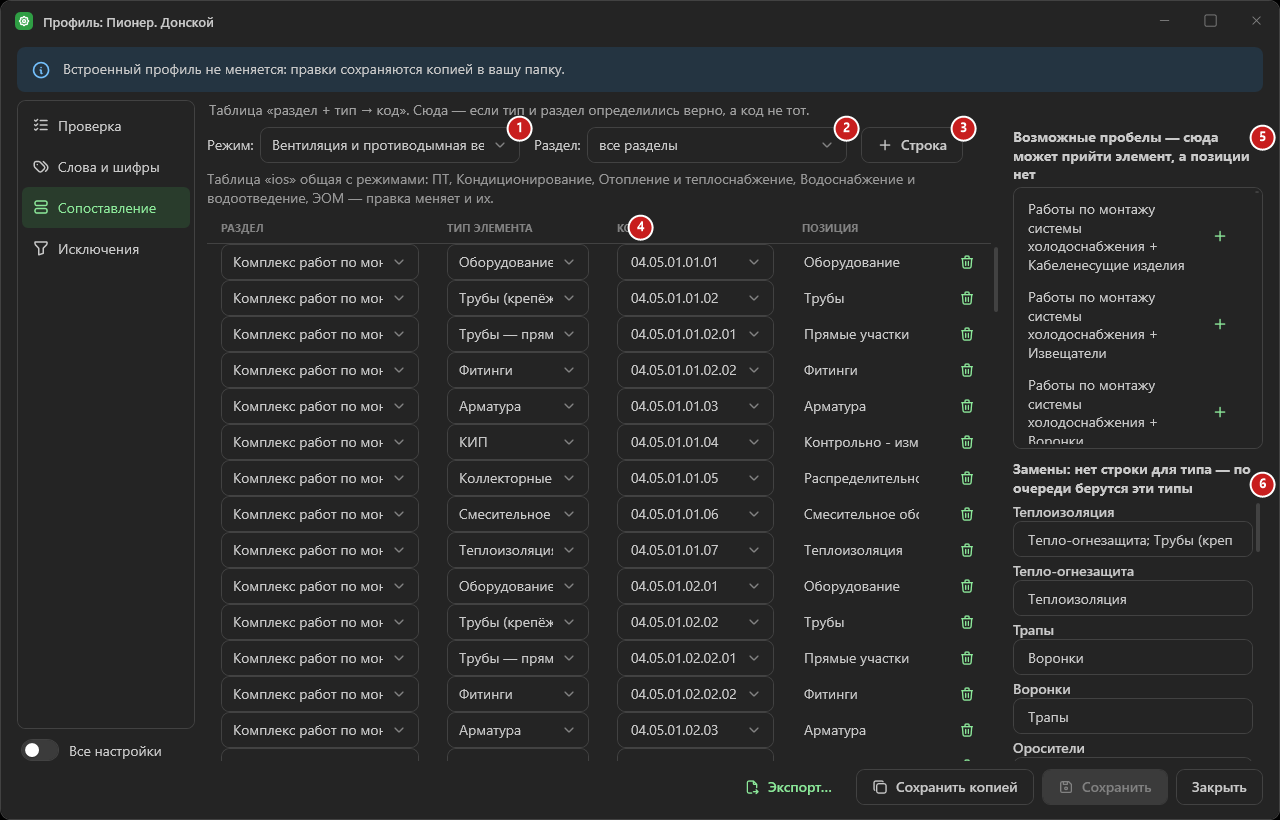 Профиль: Пионер. Донской
Встроенный профиль не меняется: правки сохраняются копией в вашу папку.
Проверка
Слова и шифры
Сопоставление
Исключения
Все настройки
Таблица «раздел + тип → код». Сюда — если тип и раздел определились верно, а код не тот.
Режим: Вентиляция и противодымная ве 1 Раздел: все разделы 2 + Строка 3
Таблица «ios» общая с режимами: ПТ, Кондиционирование, Отопление и теплоснабжение, Водоснабжение и
водоотведение, ЭОМ — правка меняет и их.
РАЗДЕЛ ТИП ЭЛЕМЕНТА 4 ПОЗИЦИЯ
Комплекс работ по мон Оборудование 04.05.01.01.01 Оборудование
Комплекс работ по мон Трубы (крепёж 04.05.01.01.02 Трубы
Комплекс работ по мон Трубы — прям 04.05.01.01.02.01 Прямые участки
Комплекс работ по мон Фитинги 04.05.01.01.02.02 Фитинги
Комплекс работ по мон Арматура 04.05.01.01.03 Арматура
Комплекс работ по мон КИП 04.05.01.01.04 Контрольно - изм
Комплекс работ по мон Коллекторные 04.05.01.01.05 Распределительно
Комплекс работ по мон Смесительное 04.05.01.01.06 Смесительное обо
Комплекс работ по мон Теплоизоляция 04.05.01.01.07 Теплоизоляция
Комплекс работ по мон Оборудование 04.05.01.02.01 Оборудование
Комплекс работ по мон Трубы (крепёж 04.05.01.02.02 Трубы
Комплекс работ по мон Трубы — прям 04.05.01.02.02.01 Прямые участки
Комплекс работ по мон Фитинги 04.05.01.02.02.02 Фитинги
Комплекс работ по мон Арматура 04.05.01.02.03 Арматура
Возможные пробелы — сюда 5
может прийти элемент, а позиции
нет
Работы по монтажу
системы
холодоснабжения +
Кабеленесущие изделия
Работы по монтажу
системы
холодоснабжения +
Извещатели
Работы по монтажу
системы
холодоснабжения +
Воронки
Замены: нет строки для типа — по 6
очереди берутся эти типы
Теплоизоляция
Тепло-огнезащита; Трубы (креп
Тепло-огнезащита
Теплоизоляция
Трапы
Воронки
Воронки
Трапы
Оросители
Экспорт... Сохранить копией Сохранить Закрыть